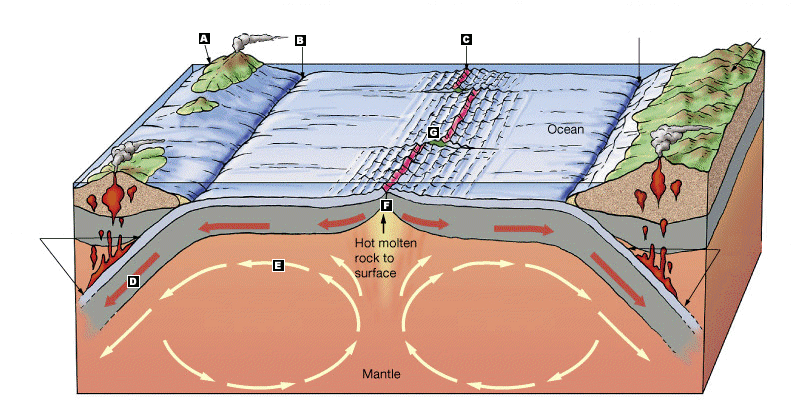 A
B
C
G
Ocean
F
Hot molten
rock to
surface
D
E
Mantle